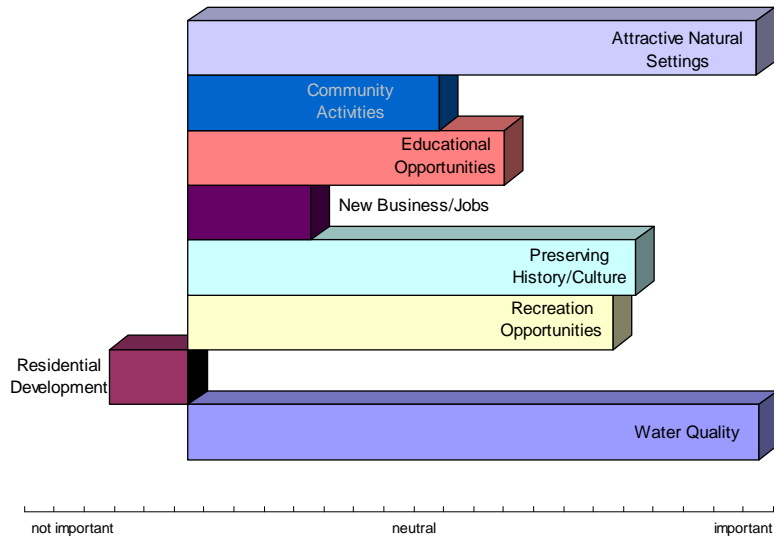 Attractive Natural
Settings
Community
Activities
Educational
Opportunities
New Business/Jobs
Preserving
History/Culture
Recreation
Opportunities
Residential
Development
Water Quality
not important neutral important